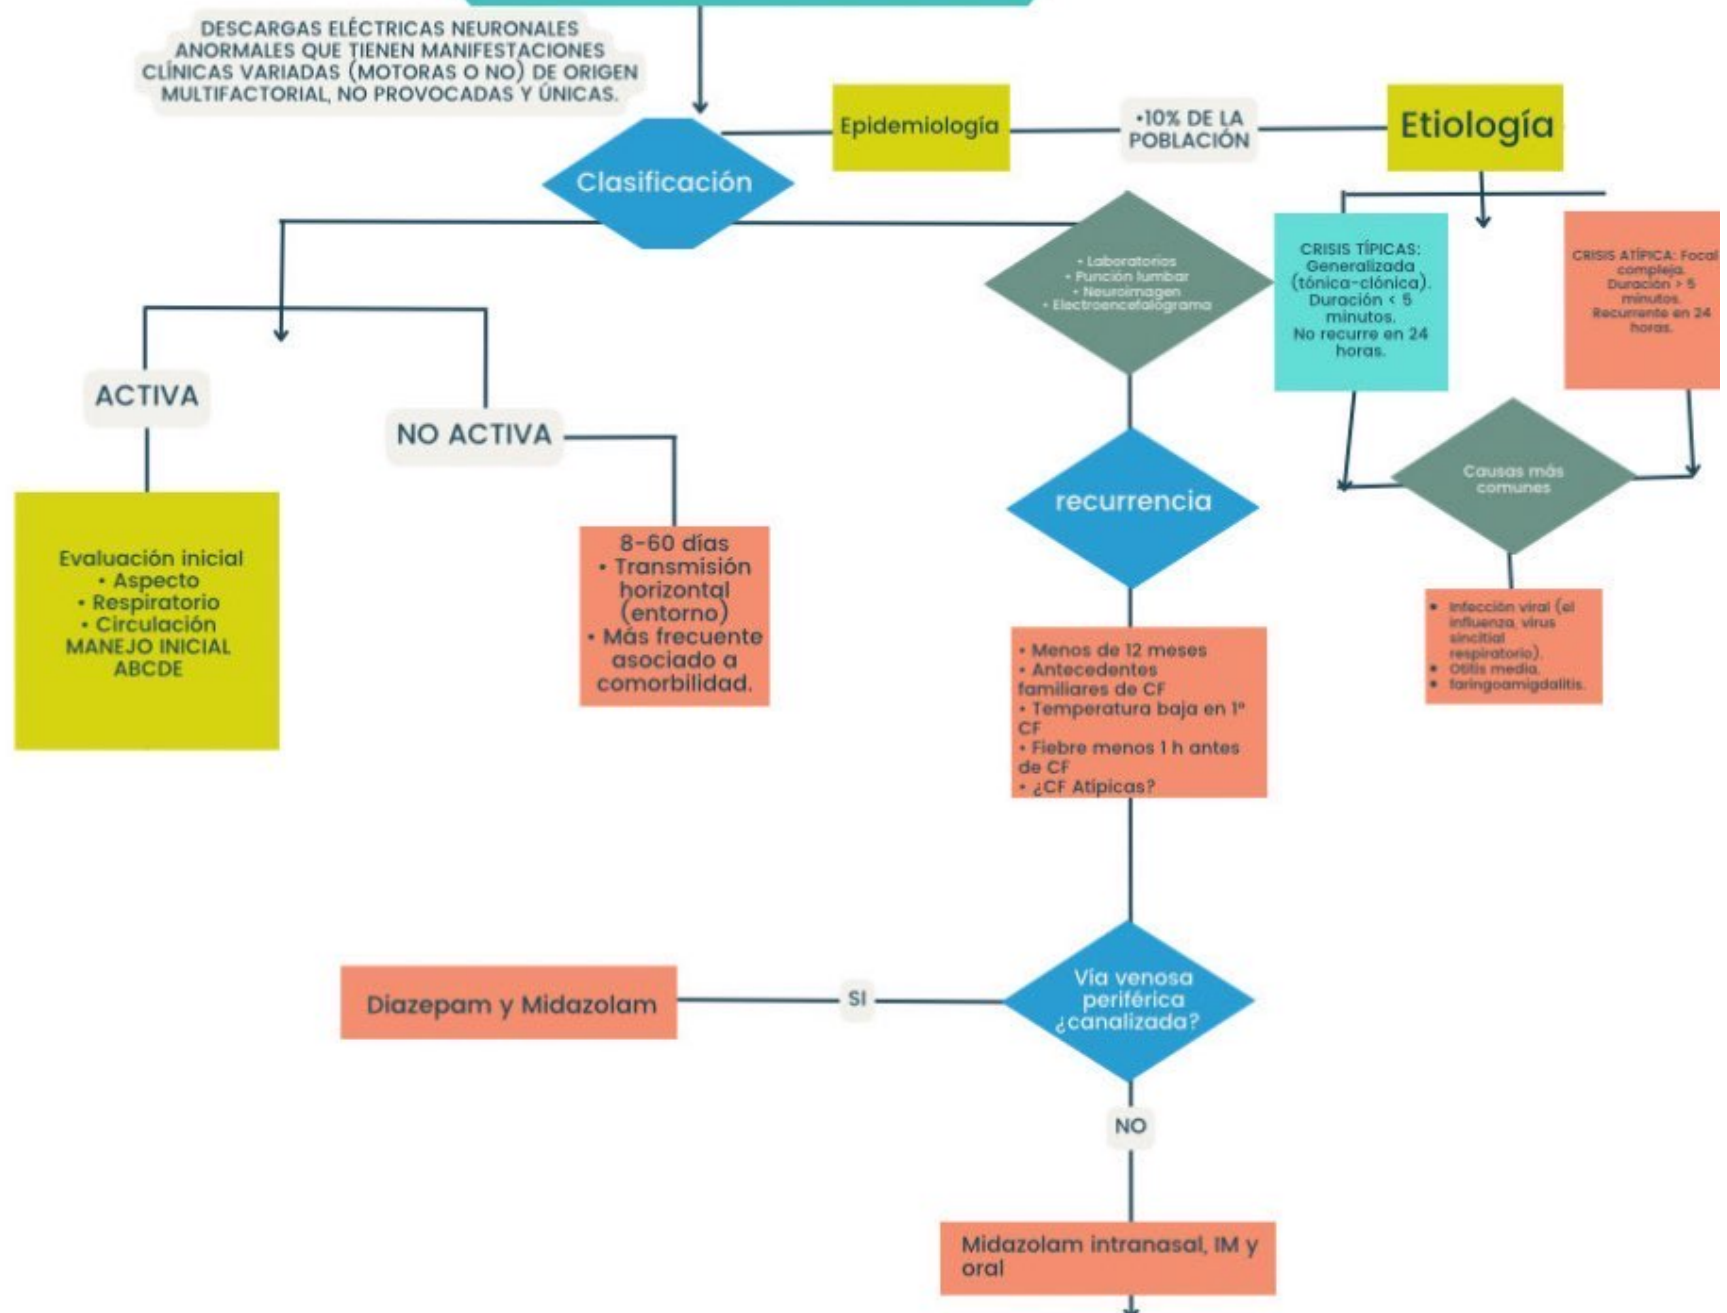 DESCARGAS ELÉCTRICAS NEURONALES
ANORMALES QUE TIENEN MANIFESTACIONES
CLÍNICAS VARIADAS (MOTORAS O NO) DE ORIGEN
MULTIFACTORIAL, NO PROVOCADAS Y ÚNICAS.
Epidemiología
•10% DE LA
POBLACIÓN
Etiología
Clasificación
• Laboratorios
• Punción lumbar
• Neuroimagen
• Electroencefalograma
CRISIS TÍPICAS:
Generalizada
(tónica-clónica).
Duración < 5
minutos.
No recurre en 24
horas.
CRISIS ATÍPICA: Focal
compleja.
Duración > 5
minutos.
Recurrente en 24
horas.
ACTIVA
NO ACTIVA
Causas más
comunes
recurrencia
Evaluación inicial
• Aspecto
• Respiratorio
• Circulación
MANEJO INICIAL
ABCDE
8-60 días
• Transmisión
horizontal
(entorno)
• Más frecuente
asociado a
comorbilidad.
• Infección viral (el
influenza, virus
sincitial
respiratorio).
• Otitis media.
• faringoamigdalitis.
• Menos de 12 meses
• Antecedentes
familiares de CF
• Temperatura baja en 1°
CF
• Fiebre menos 1 h antes
de CF
• ¿CF Atípicas?
Vía venosa
periférica
¿canalizada?
SI
Diazepam y Midazolam
NO
Midazolam intranasal, IM y
oral